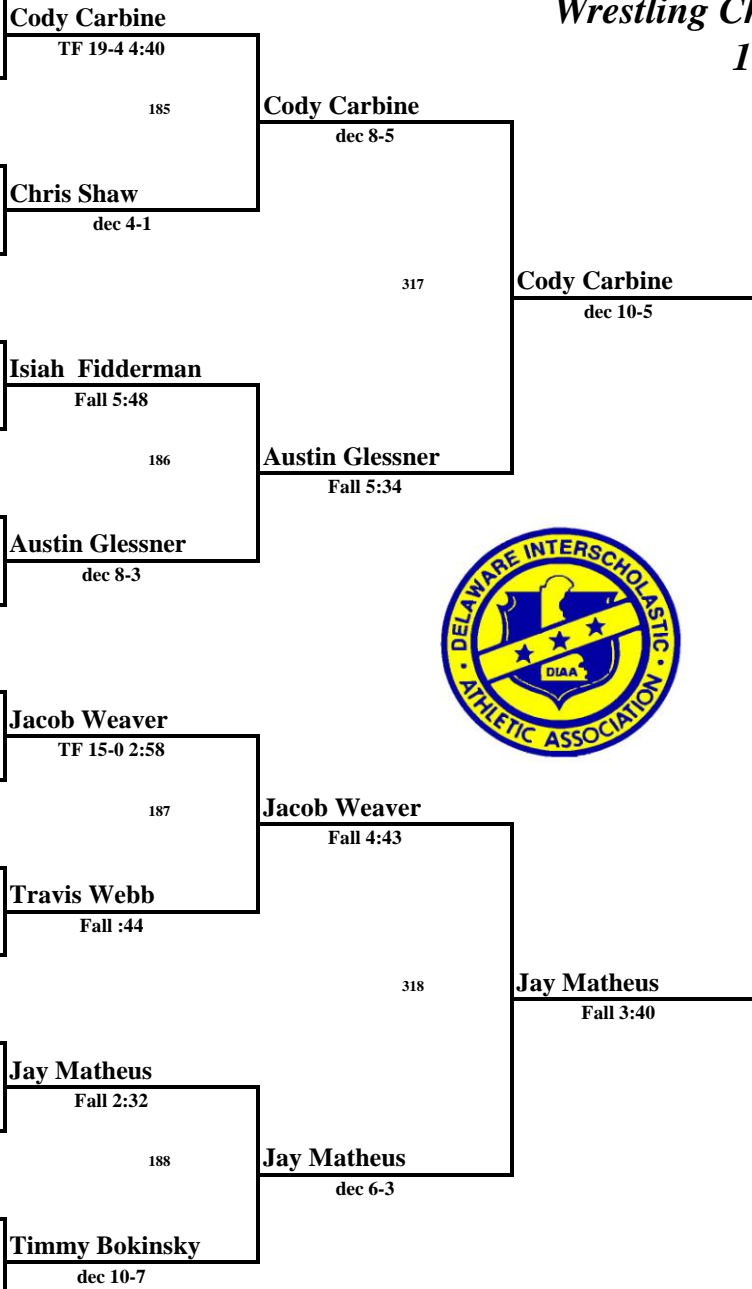 Wrestling
1
Cody Carbine
TF 19-4 4:40
185
Cody Carbine
dec 8-5
Chris Shaw
dec 4-1
317
Cody Carbine
dec 10-5
Isiah Fidderman
Fall 5:48
186
Austin Glessner
Fall 5:34
Austin Glessner
dec 8-3
DELAWARE INTERSCHOLASTIC
DIAA
ATHLETIC ASSOCIATION
Jacob Weaver
TF 15-0 2:58
187
Jacob Weaver
Fall 4:43
Travis Webb
Fall :44
318
Jay Matheus
Fall 3:40
Jay Matheus
Fall 2:32
188
Jay Matheus
dec 6-3
Timmy Bokinsky
dec 10-7